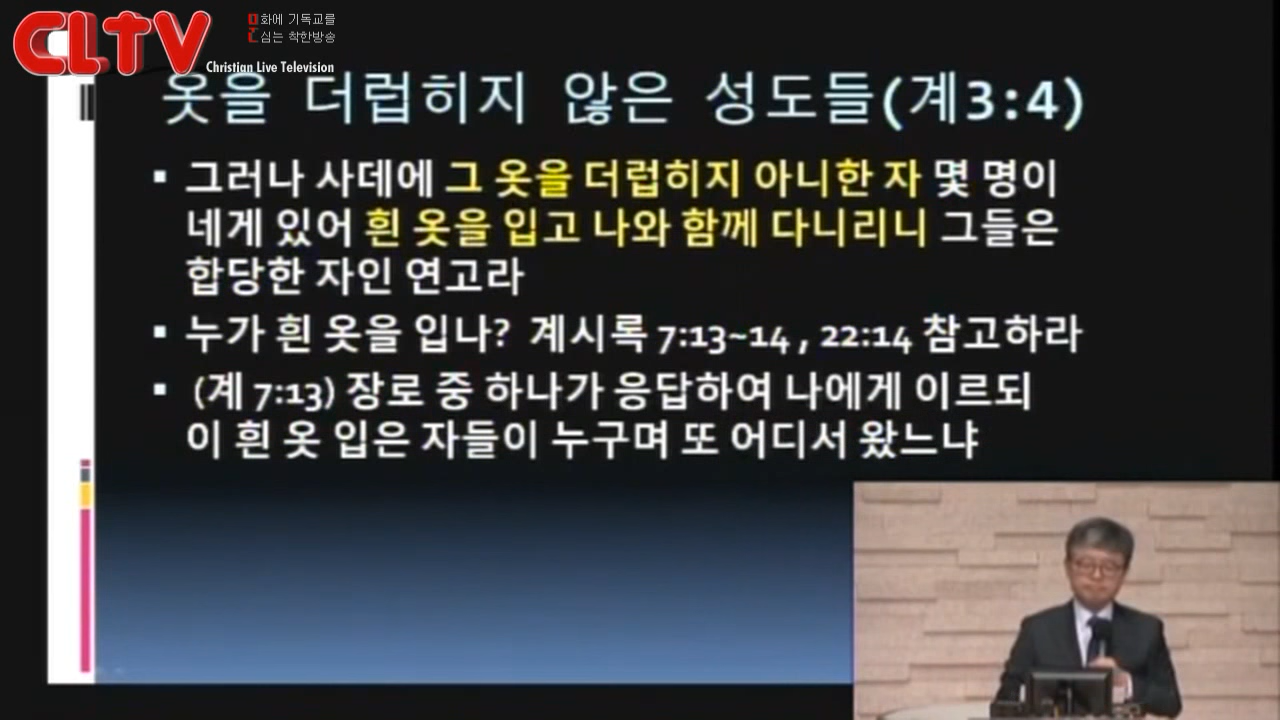 CLTV
문화에 기독교를
심는 착한방송
Christian Live Television
옷을 더럽히지 않은 성도들(계3:4)
▪ 그러나 사데에 그 옷을 더럽히지 아니한 자 몇 명이
네게 있어 흰 옷을 입고 나와 함께 다니리니 그들은
합당한 자인 연고라
▪ 누가 흰 옷을 입나? 계시록 7:13~14 , 22:14 참고하라
▪ (계 7:13) 장로 중 하나가 응답하여 나에게 이르되
이 흰 옷 입은 자들이 누구며 또 어디서 왔느냐